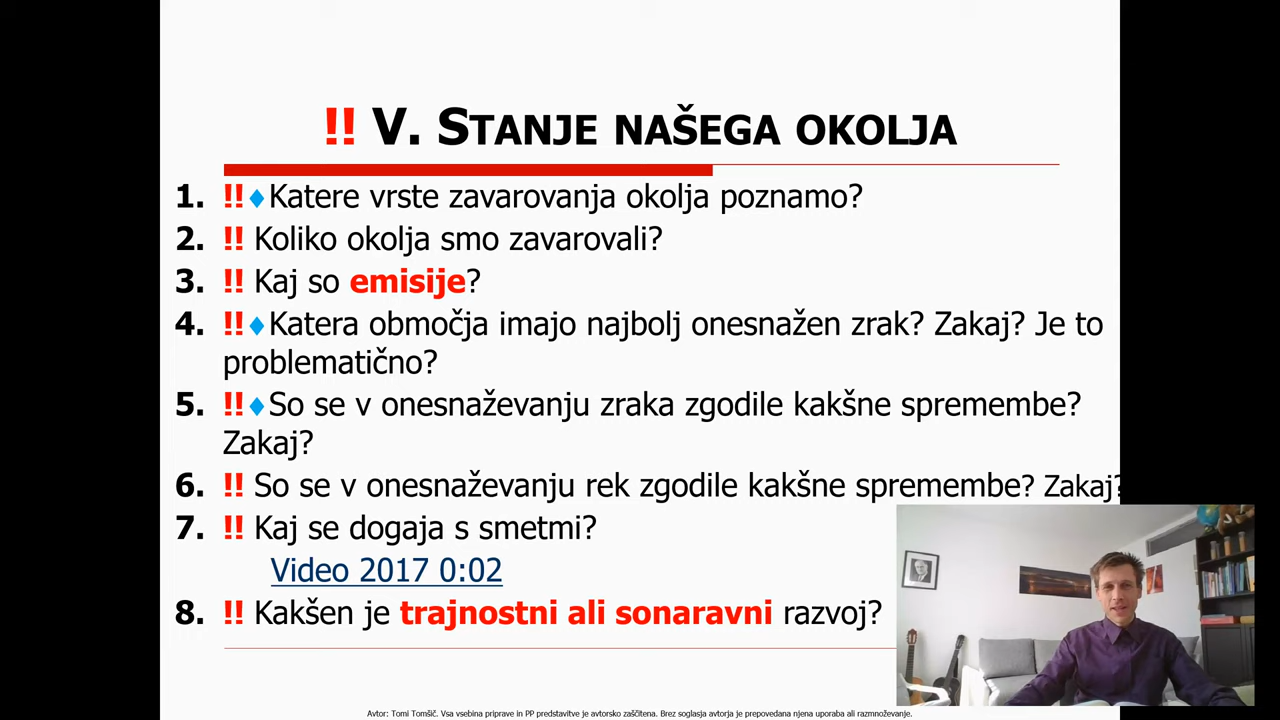 !! V. STANJE NAŠEGA OKOLJA
1. !!♦Katere vrste zavarovanja okolja poznamo?
2. !! Koliko okolja smo zavarovali?
3. !! Kaj so emisije?
4. !!♦Katera območja imajo najbolj onesnažen zrak? Zakaj? Je to
problematično?
5. !!♦So se v onesnaževanju zraka zgodile kakšne spremembe?
Zakaj?
6. !! So se v onesnaževanju rek zgodile kakšne spremembe? Zakaj?
7. !! Kaj se dogaja s smetmi?
Video 2017 0:02
8. !! Kakšen je trajnostni ali sonaravni razvoj?
Avtor: Tomi Tomšič. Vsa vsebina priprave in PP predstavitve je avtorsko zaščitena. Brez soglasja avtorja je prepovedana njena uporaba ali razmnoževanje.